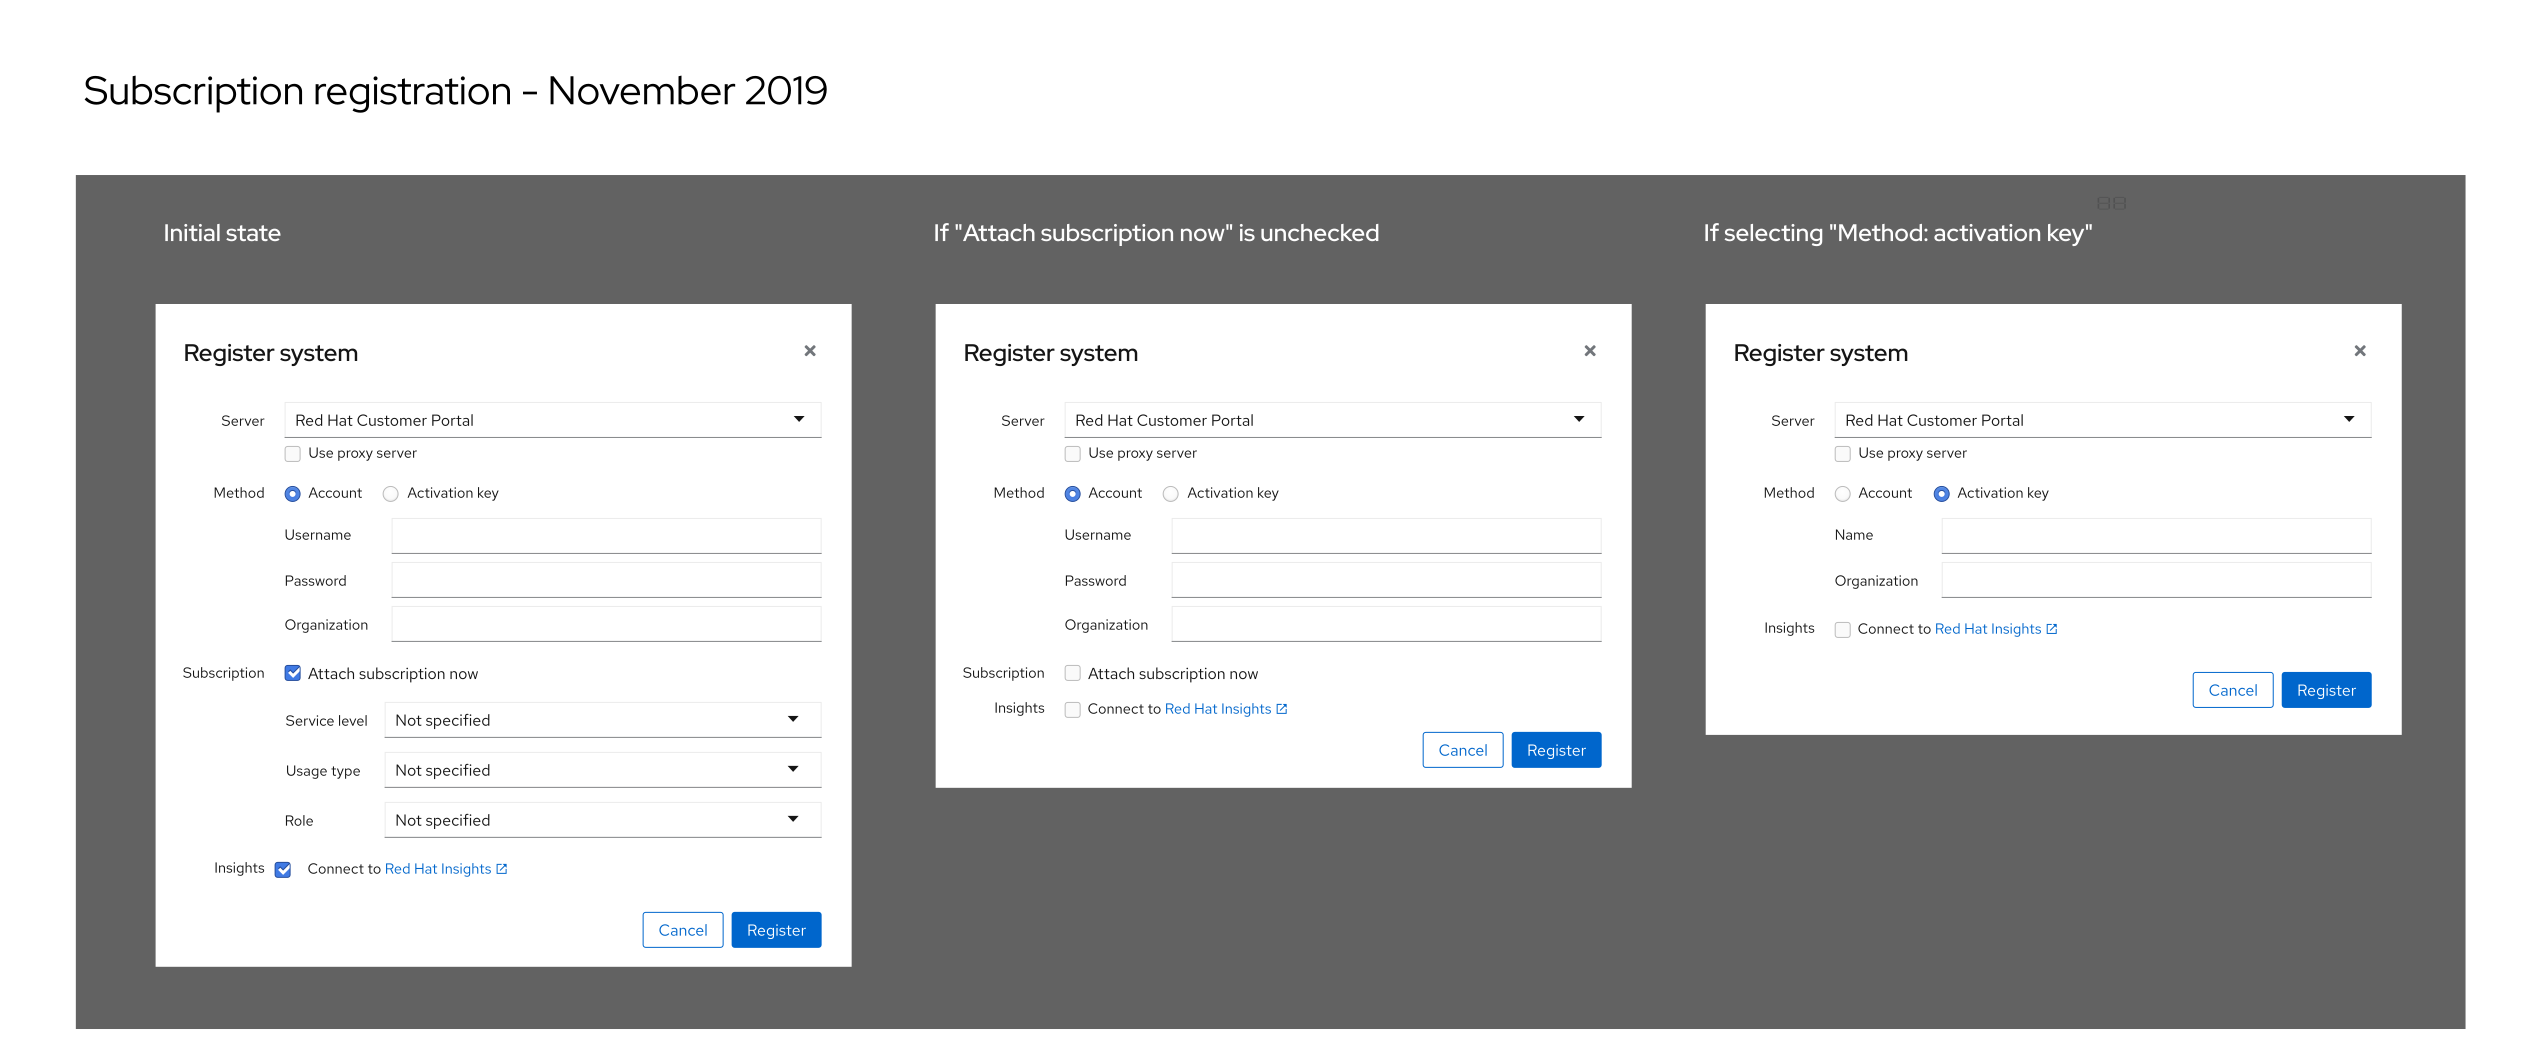 Subscription registration - November 2019
Initial state
Register system
Server
Red Hat Customer Portal
Use proxy server
Method
Account
Activation key
Username
Password
Organization
Subscription
Attach subscription now
Service level
Not specified
Usage type
Not specified
Role
Not specified
Insights
Connect to Red Hat Insights
Cancel
Register
If "Attach subscription now" is unchecked
Register system
Server
Red Hat Customer Portal
Use proxy server
Method
Account
Activation key
Username
Password
Organization
Subscription
Attach subscription now
Insights
Connect to Red Hat Insights
Cancel
Register
If selecting "Method: activation key"
Register system
Server
Red Hat Customer Portal
Use proxy server
Method
Account
Activation key
Name
Organization
Insights
Connect to Red Hat Insights
Cancel
Register